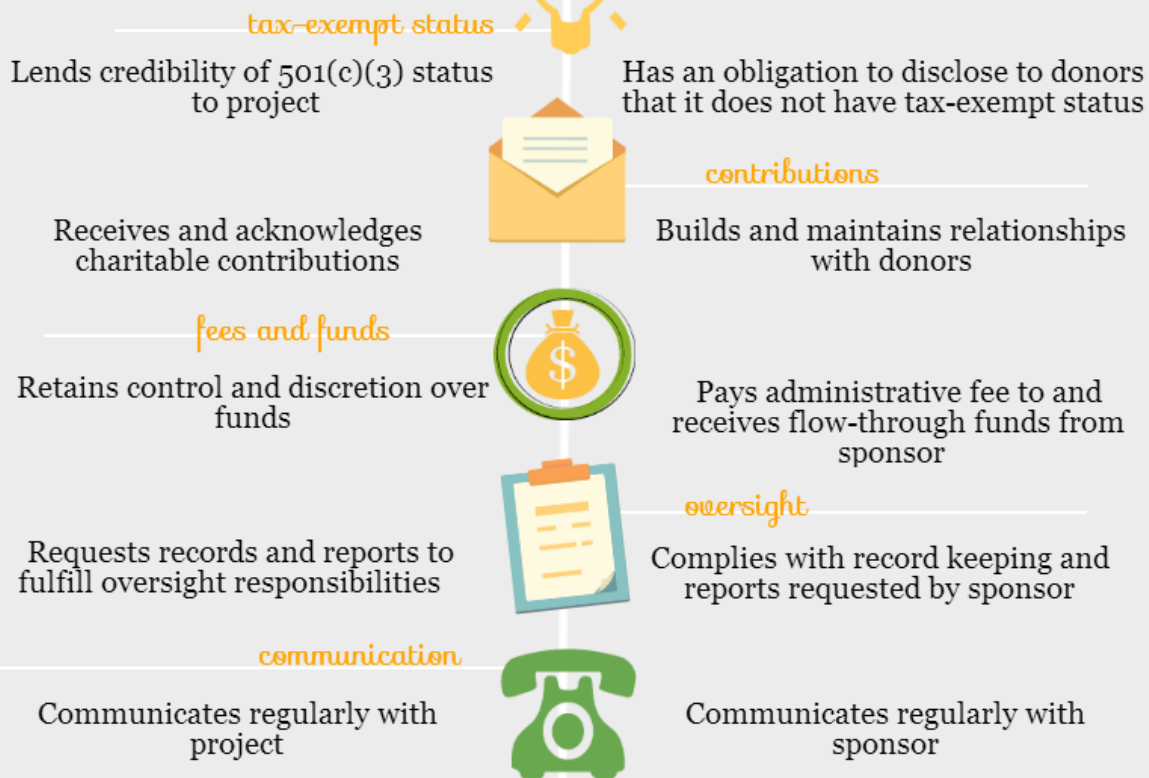 tax-exempt status
Lends credibility of 501(c)(3) status
to project
Has an obligation to disclose to donors
that it does not have tax-exempt status
contributions
Receives and acknowledges
charitable contributions
Builds and maintains relationships
with donors
fees and funds
Retains control and discretion over
funds
Pays administrative fee to and
receives flow-through funds from
sponsor
$
oversight
Requests records and reports to
fulfill oversight responsibilities
Complies with record keeping and
reports requested by sponsor
communication
Communicates regularly with
project
Communicates regularly with
sponsor